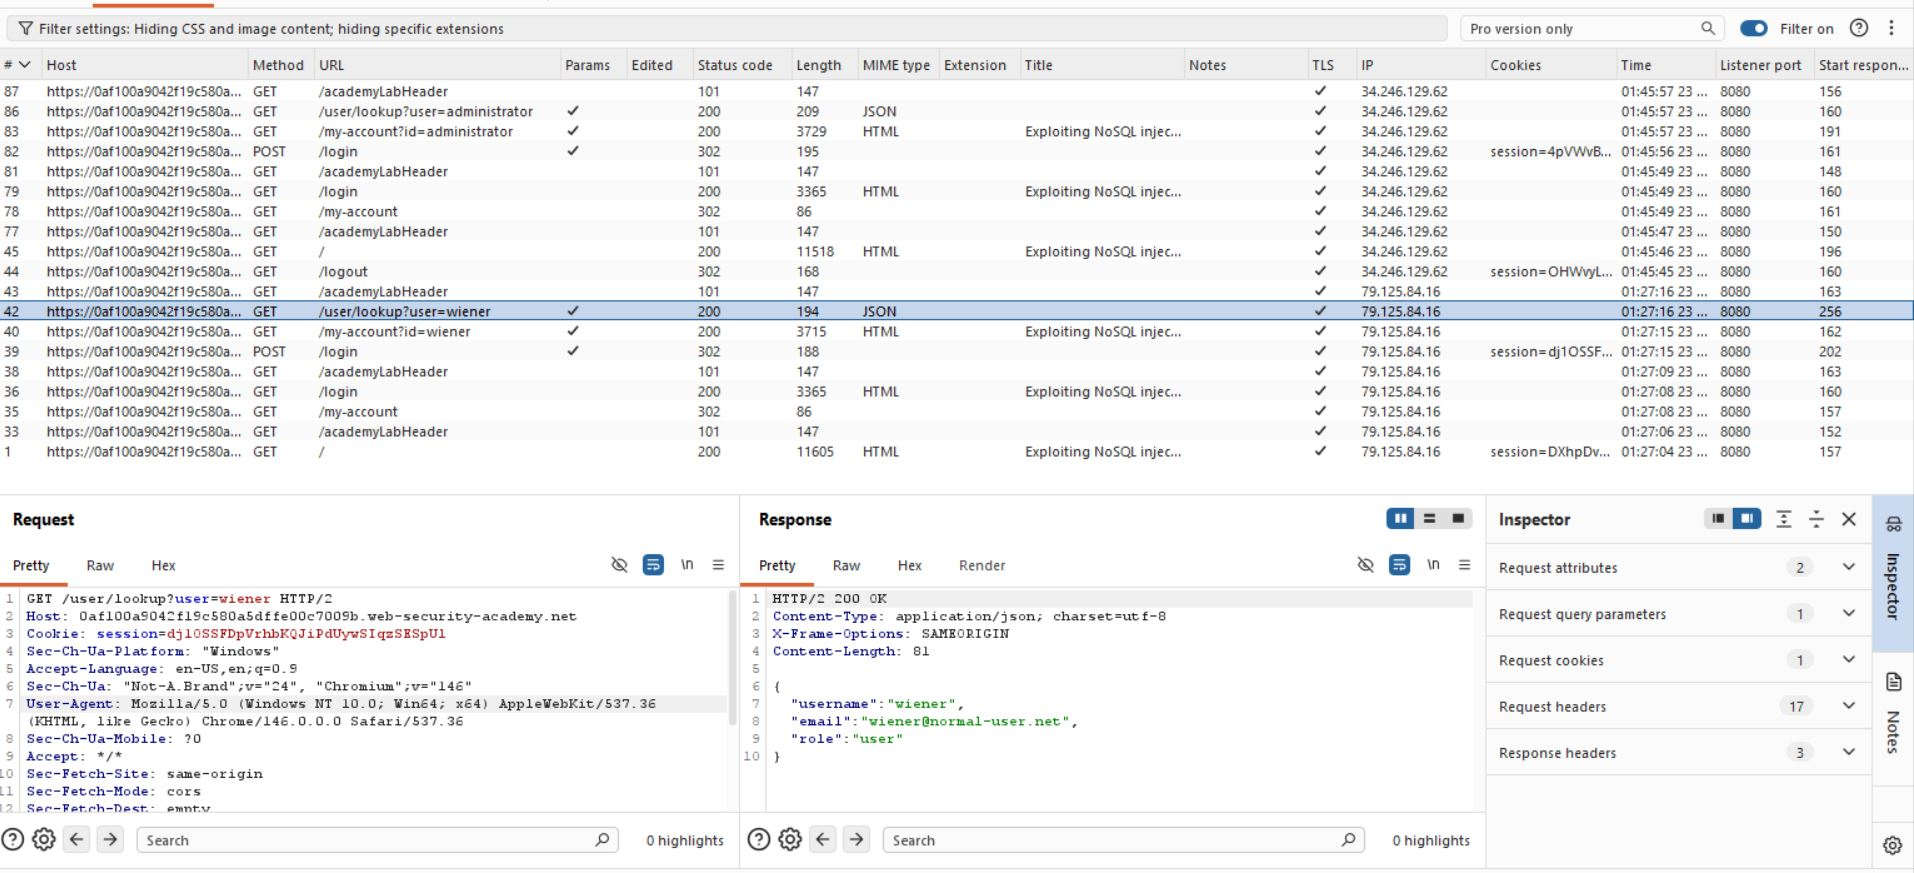 Filter settings: Hiding CSS and image content; hiding specific extensions Pro version only Filter on
# Host Method URL Params Edited Status code Length MIME type Extension Title Notes TLS IP Cookies Time Listener port Start respon...
87 https://0af100a9042f19c580a... GET /academyLabHeader 101 147 ✓ 34.246.129.62 01:45:57 23 ... 8080 156
86 https://0af100a9042f19c580a... GET /user/lookup?user=administrator ✓ 200 209 JSON ✓ 34.246.129.62 01:45:57 23 ... 8080 160
83 https://0af100a9042f19c580a... GET /my-account?id=administrator ✓ 200 3729 HTML Exploiting NoSQL injec... ✓ 34.246.129.62 01:45:57 23 ... 8080 191
82 https://0af100a9042f19c580a... POST /login ✓ 302 195 ✓ 34.246.129.62 session=4pVWvB... 01:45:56 23 ... 8080 161
81 https://0af100a9042f19c580a... GET /academyLabHeader 101 147 ✓ 34.246.129.62 01:45:49 23 ... 8080 148
79 https://0af100a9042f19c580a... GET /login 200 3365 HTML Exploiting NoSQL injec... ✓ 34.246.129.62 01:45:49 23 ... 8080 160
78 https://0af100a9042f19c580a... GET /my-account 302 86 ✓ 34.246.129.62 01:45:49 23 ... 8080 161
77 https://0af100a9042f19c580a... GET /academyLabHeader 101 147 ✓ 34.246.129.62 01:45:47 23 ... 8080 150
45 https://0af100a9042f19c580a... GET / 200 11518 HTML Exploiting NoSQL injec... ✓ 34.246.129.62 01:45:46 23 ... 8080 196
44 https://0af100a9042f19c580a... GET /logout 302 168 ✓ 34.246.129.62 session=OHWvyL... 01:45:45 23 ... 8080 160
43 https://0af100a9042f19c580a... GET /academyLabHeader 101 147 ✓ 79.125.84.16 01:27:16 23 ... 8080 163
42 https://0af100a9042f19c580a... GET /user/lookup?user=wiener ✓ 200 194 JSON ✓ 79.125.84.16 01:27:16 23 ... 8080 256
40 https://0af100a9042f19c580a... GET /my-account?id=wiener ✓ 200 3715 HTML Exploiting NoSQL injec... ✓ 79.125.84.16 01:27:15 23 ... 8080 162
39 https://0af100a9042f19c580a... POST /login ✓ 302 188 ✓ 79.125.84.16 session=dj1OSSF... 01:27:15 23 ... 8080 202
38 https://0af100a9042f19c580a... GET /academyLabHeader 101 147 ✓ 79.125.84.16 01:27:09 23 ... 8080 163
36 https://0af100a9042f19c580a... GET /login 200 3365 HTML Exploiting NoSQL injec... ✓ 79.125.84.16 01:27:08 23 ... 8080 160
35 https://0af100a9042f19c580a... GET /my-account 302 86 ✓ 79.125.84.16 01:27:08 23 ... 8080 157
33 https://0af100a9042f19c580a... GET /academyLabHeader 101 147 ✓ 79.125.84.16 01:27:06 23 ... 8080 152
1 https://0af100a9042f19c580a... GET / 200 11605 HTML Exploiting NoSQL injec... ✓ 79.125.84.16 session=DXhpDv... 01:27:04 23 ... 8080 157
Request
Pretty Raw Hex \n
1 GET /user/lookup?user=wiener HTTP/2
2 Host: 0af100a9042f19c580a5dffe00c7009b.web-security-academy.net
3 Cookie: session=dj1OSSFDpVrhbKQJiPdUywSIqzSESpUl
4 Sec-Ch-Ua-Platform: "Windows"
5 Accept-Language: en-US,en;q=0.9
6 Sec-Ch-Ua: "Not-A.Brand";v="24", "Chromium";v="146"
7 User-Agent: Mozilla/5.0 (Windows NT 10.0; Win64; x64) AppleWebKit/537.36
(KHTML, like Gecko) Chrome/146.0.0.0 Safari/537.36
8 Sec-Ch-Ua-Mobile: ?0
9 Accept: */*
10 Sec-Fetch-Site: same-origin
11 Sec-Fetch-Mode: cors
12 Sec-Fetch-Dest: empty
Search 0 highlights
Response
Pretty Raw Hex Render \n
1 HTTP/2 200 OK
2 Content-Type: application/json; charset=utf-8
3 X-Frame-Options: SAMEORIGIN
4 Content-Length: 81
5
6 {
7 "username":"wiener",
8 "email":"wiener@normal-user.net",
9 "role":"user"
10 }
Search 0 highlights
Inspector
Request attributes 2
Request query parameters 1
Request cookies 1
Request headers 17
Response headers 3
Inspector
Notes